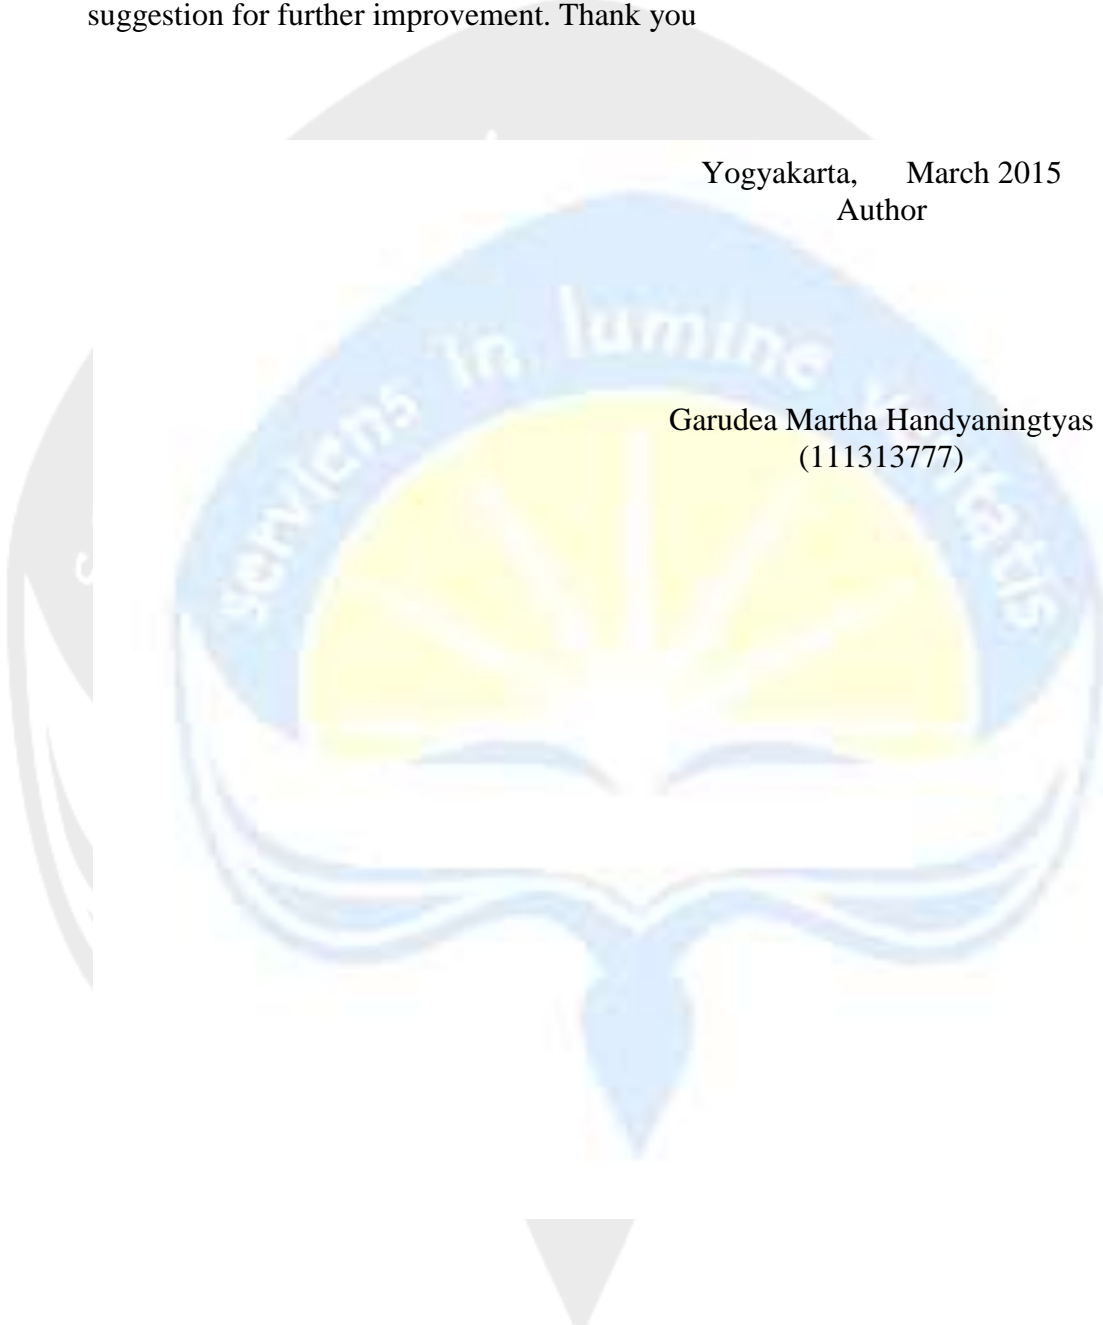 suggestion for further improvement. Thank you
Yogyakarta, March 2015
Author
Garudea Martha Handyaningtyas
(111313777)
serviens in lumine veritatis